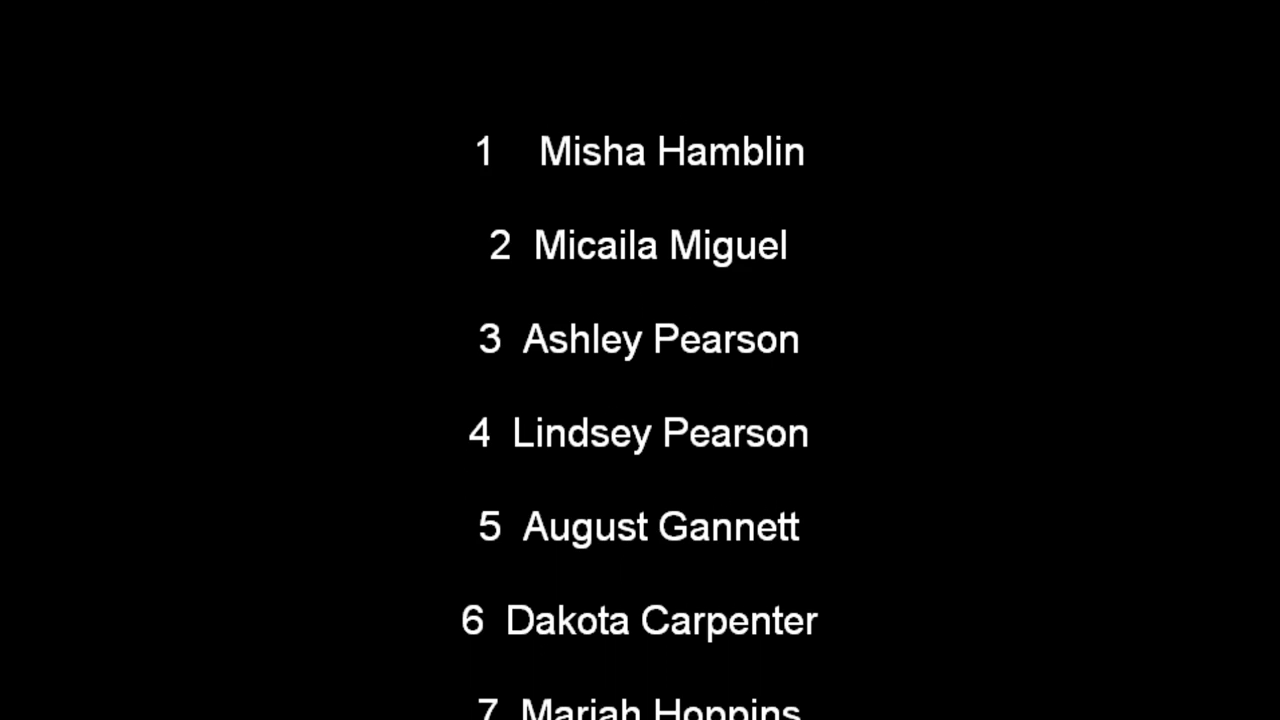 1 Misha Hamblin
2 Micaila Miguel
3 Ashley Pearson
4 Lindsey Pearson
5 August Gannett
6 Dakota Carpenter
7 Mariah Hoppins